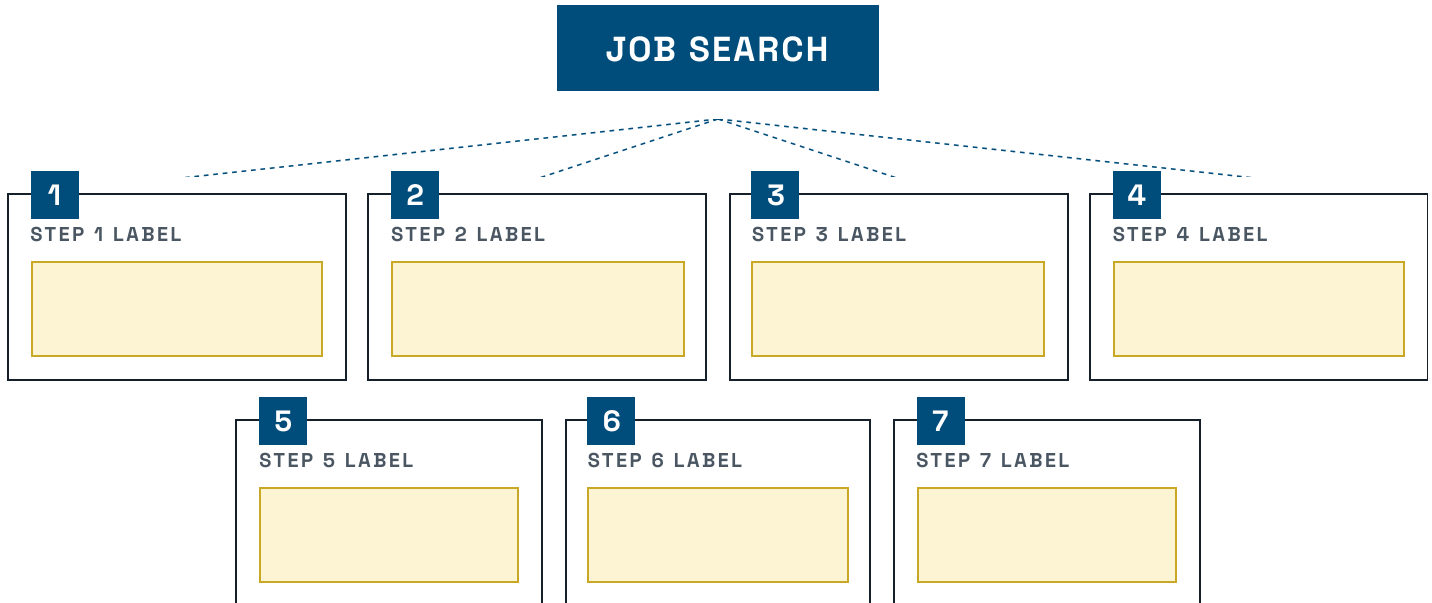 JOB SEARCH
1
STEP 1 LABEL
2
STEP 2 LABEL
3
STEP 3 LABEL
4
STEP 4 LABEL
5
STEP 5 LABEL
6
STEP 6 LABEL
7
STEP 7 LABEL